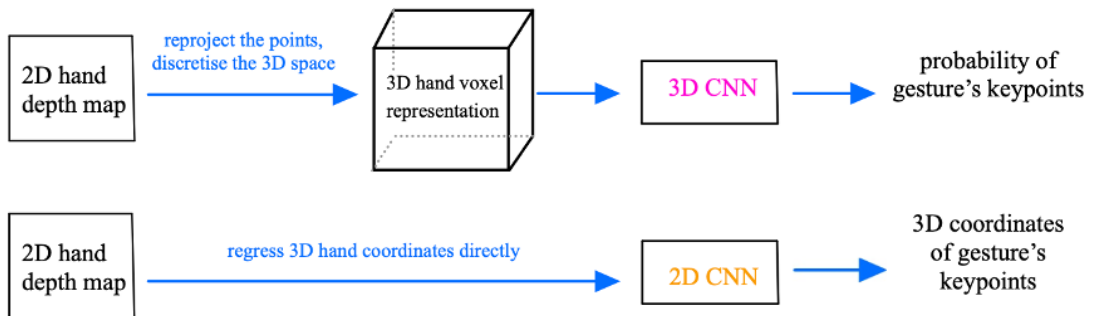 reproject the points,
discretise the 3D space
2D hand
depth map
3D hand voxel
representation
3D CNN
probability of
gesture’s keypoints
2D hand
depth map
regress 3D hand coordinates directly
2D CNN
3D coordinates
of gesture’s
keypoints